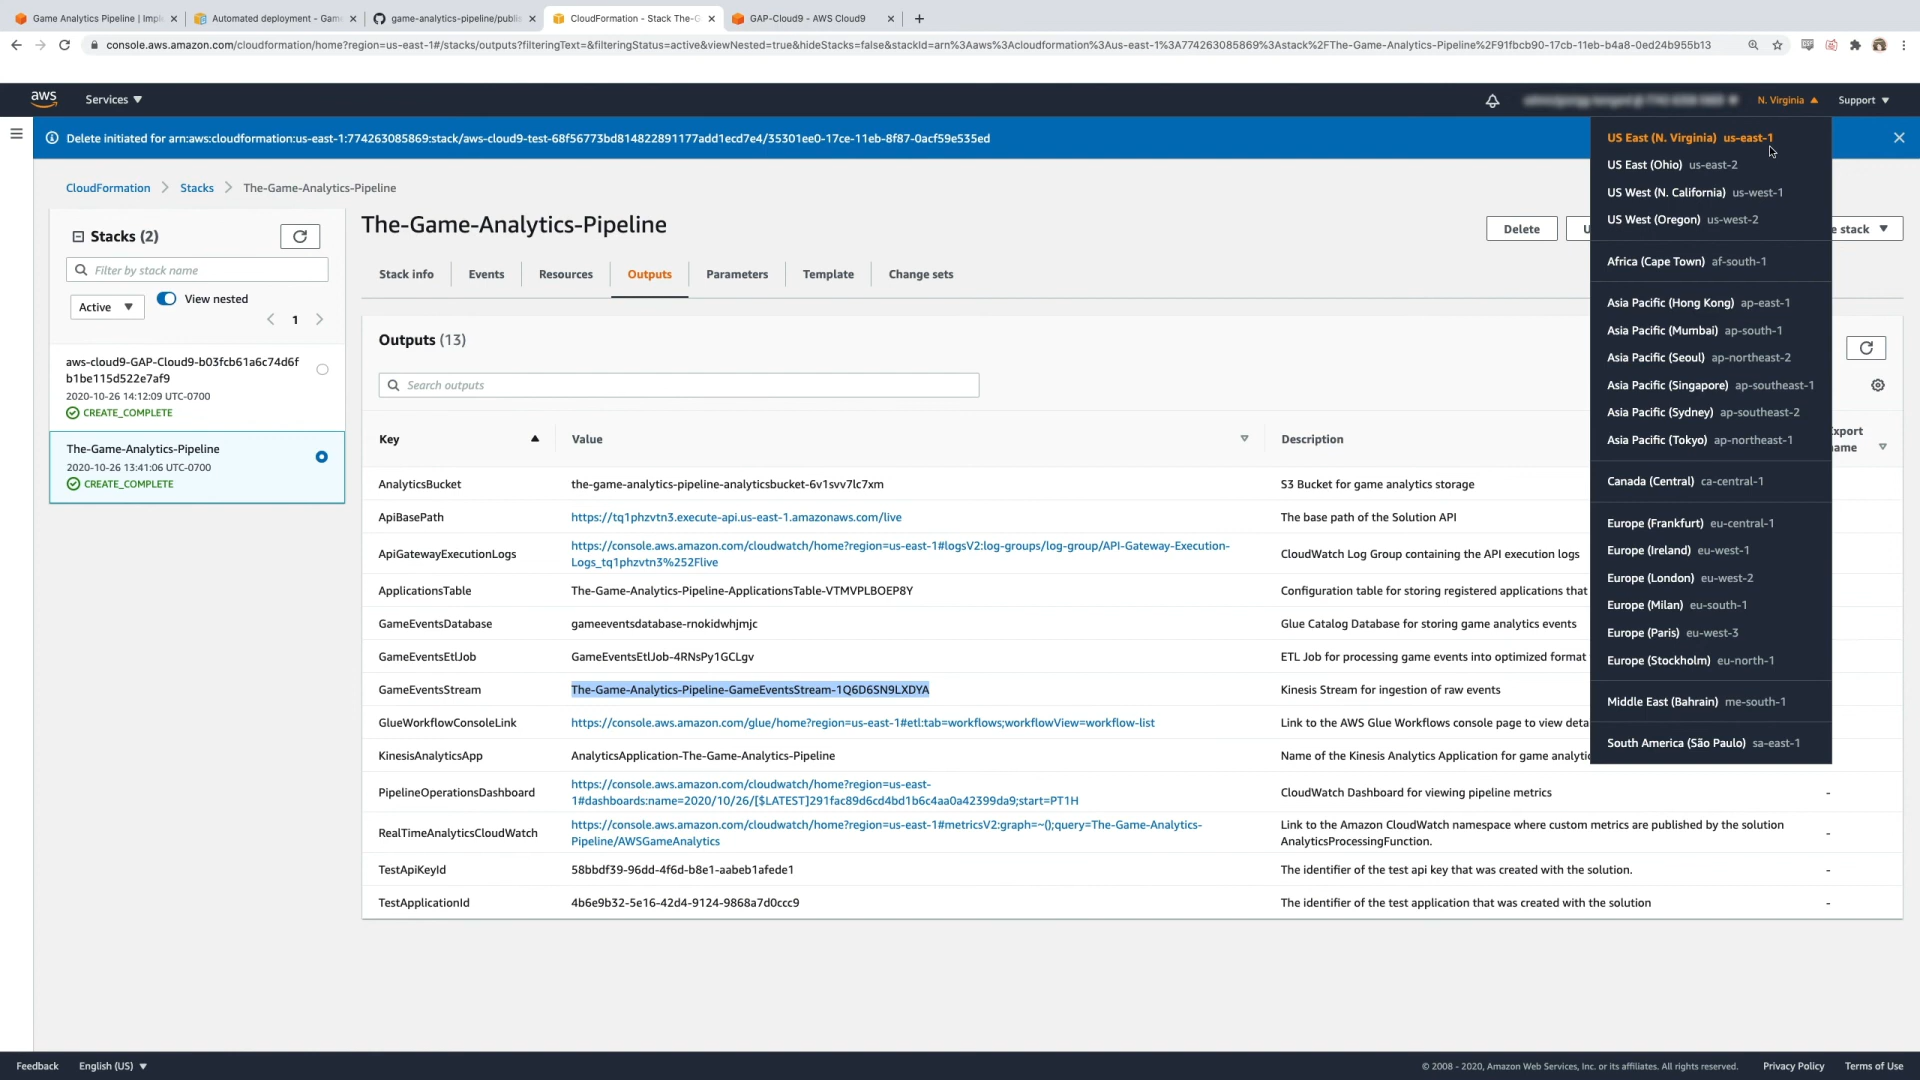 Game Analytics Pipeline | Impl
Automated deployment - Gam
game-analytics-pipeline/publi
CloudFormation - Stack The-G
GAP-Cloud9 - AWS Cloud9
console.aws.amazon.com/cloudformation/home?region=us-east-1#/stacks/outputs?filteringText=&filteringStatus=active&viewNested=true&hideStacks=false&stackId=arn%3Aaws%3Acloudformation%3Aus-east-1%3A774263085869%3Astack%2FThe-Game-Analytics-Pipeline%2F91fbcb90-17cb-11eb-b4a8-0ed24b955b13
aws
Services
N. Virginia
Support
Delete initiated for arn:aws:cloudformation:us-east-1:774263085869:stack/aws-cloud9-test-68f56773bd814822891177add1ecd7e4/35301ee0-17ce-11eb-8f87-0acf59e535ed
CloudFormation
Stacks
The-Game-Analytics-Pipeline
Stacks (2)
Filter by stack name
Active
View nested
1
aws-cloud9-GAP-Cloud9-b03fcb61a6c74d6f
b1be115d522e7af9
2020-10-26 14:12:09 UTC-0700
CREATE_COMPLETE
The-Game-Analytics-Pipeline
2020-10-26 13:41:06 UTC-0700
CREATE_COMPLETE
The-Game-Analytics-Pipeline
Delete
U
e stack
Stack info
Events
Resources
Outputs
Parameters
Template
Change sets
Outputs (13)
Search outputs
Key
Value
Description
xport
ame
AnalyticsBucket
the-game-analytics-pipeline-analyticsbucket-6v1svv7lc7xm
S3 Bucket for game analytics storage
ApiBasePath
https://tq1phzvtn3.execute-api.us-east-1.amazonaws.com/live
The base path of the Solution API
ApiGatewayExecutionLogs
https://console.aws.amazon.com/cloudwatch/home?region=us-east-1#logsV2:log-groups/log-group/API-Gateway-Execution-
Logs_tq1phzvtn3%252Flive
CloudWatch Log Group containing the API execution logs
ApplicationsTable
The-Game-Analytics-Pipeline-ApplicationsTable-VTMVPLBOEP8Y
Configuration table for storing registered applications that
GameEventsDatabase
gameeventsdatabase-rnokidwhjmjc
Glue Catalog Database for storing game analytics events
GameEventsEtlJob
GameEventsEtlJob-4RNsPy1GCLgv
ETL Job for processing game events into optimized format
GameEventsStream
The-Game-Analytics-Pipeline-GameEventsStream-1Q6D6SN9LXDYA
Kinesis Stream for ingestion of raw events
GlueWorkflowConsoleLink
https://console.aws.amazon.com/glue/home?region=us-east-1#etl:tab=workflows;workflowView=workflow-list
Link to the AWS Glue Workflows console page to view deta
KinesisAnalyticsApp
AnalyticsApplication-The-Game-Analytics-Pipeline
Name of the Kinesis Analytics Application for game analytic
PipelineOperationsDashboard
https://console.aws.amazon.com/cloudwatch/home?region=us-east-
1#dashboards:name=2020/10/26/[$LATEST]291fac89d6cd4bd1b6c4aa0a42399da9;start=PT1H
CloudWatch Dashboard for viewing pipeline metrics
-
RealTimeAnalyticsCloudWatch
https://console.aws.amazon.com/cloudwatch/home?region=us-east-1#metricsV2:graph=~();query=The-Game-Analytics-
Pipeline/AWSGameAnalytics
Link to the Amazon CloudWatch namespace where custom metrics are published by the solution
AnalyticsProcessingFunction.
-
TestApiKeyId
58bbdf39-96dd-4f6d-b8e1-aabeb1afede1
The identifier of the test api key that was created with the solution.
-
TestApplicationId
4b6e9b32-5e16-42d4-9124-9868a7d0ccc9
The identifier of the test application that was created with the solution
-
US East (N. Virginia) us-east-1
US East (Ohio) us-east-2
US West (N. California) us-west-1
US West (Oregon) us-west-2
Africa (Cape Town) af-south-1
Asia Pacific (Hong Kong) ap-east-1
Asia Pacific (Mumbai) ap-south-1
Asia Pacific (Seoul) ap-northeast-2
Asia Pacific (Singapore) ap-southeast-1
Asia Pacific (Sydney) ap-southeast-2
Asia Pacific (Tokyo) ap-northeast-1
Canada (Central) ca-central-1
Europe (Frankfurt) eu-central-1
Europe (Ireland) eu-west-1
Europe (London) eu-west-2
Europe (Milan) eu-south-1
Europe (Paris) eu-west-3
Europe (Stockholm) eu-north-1
Middle East (Bahrain) me-south-1
South America (São Paulo) sa-east-1
Feedback
English (US)
© 2008 - 2020, Amazon Web Services, Inc. or its affiliates. All rights reserved.
Privacy Policy
Terms of Use